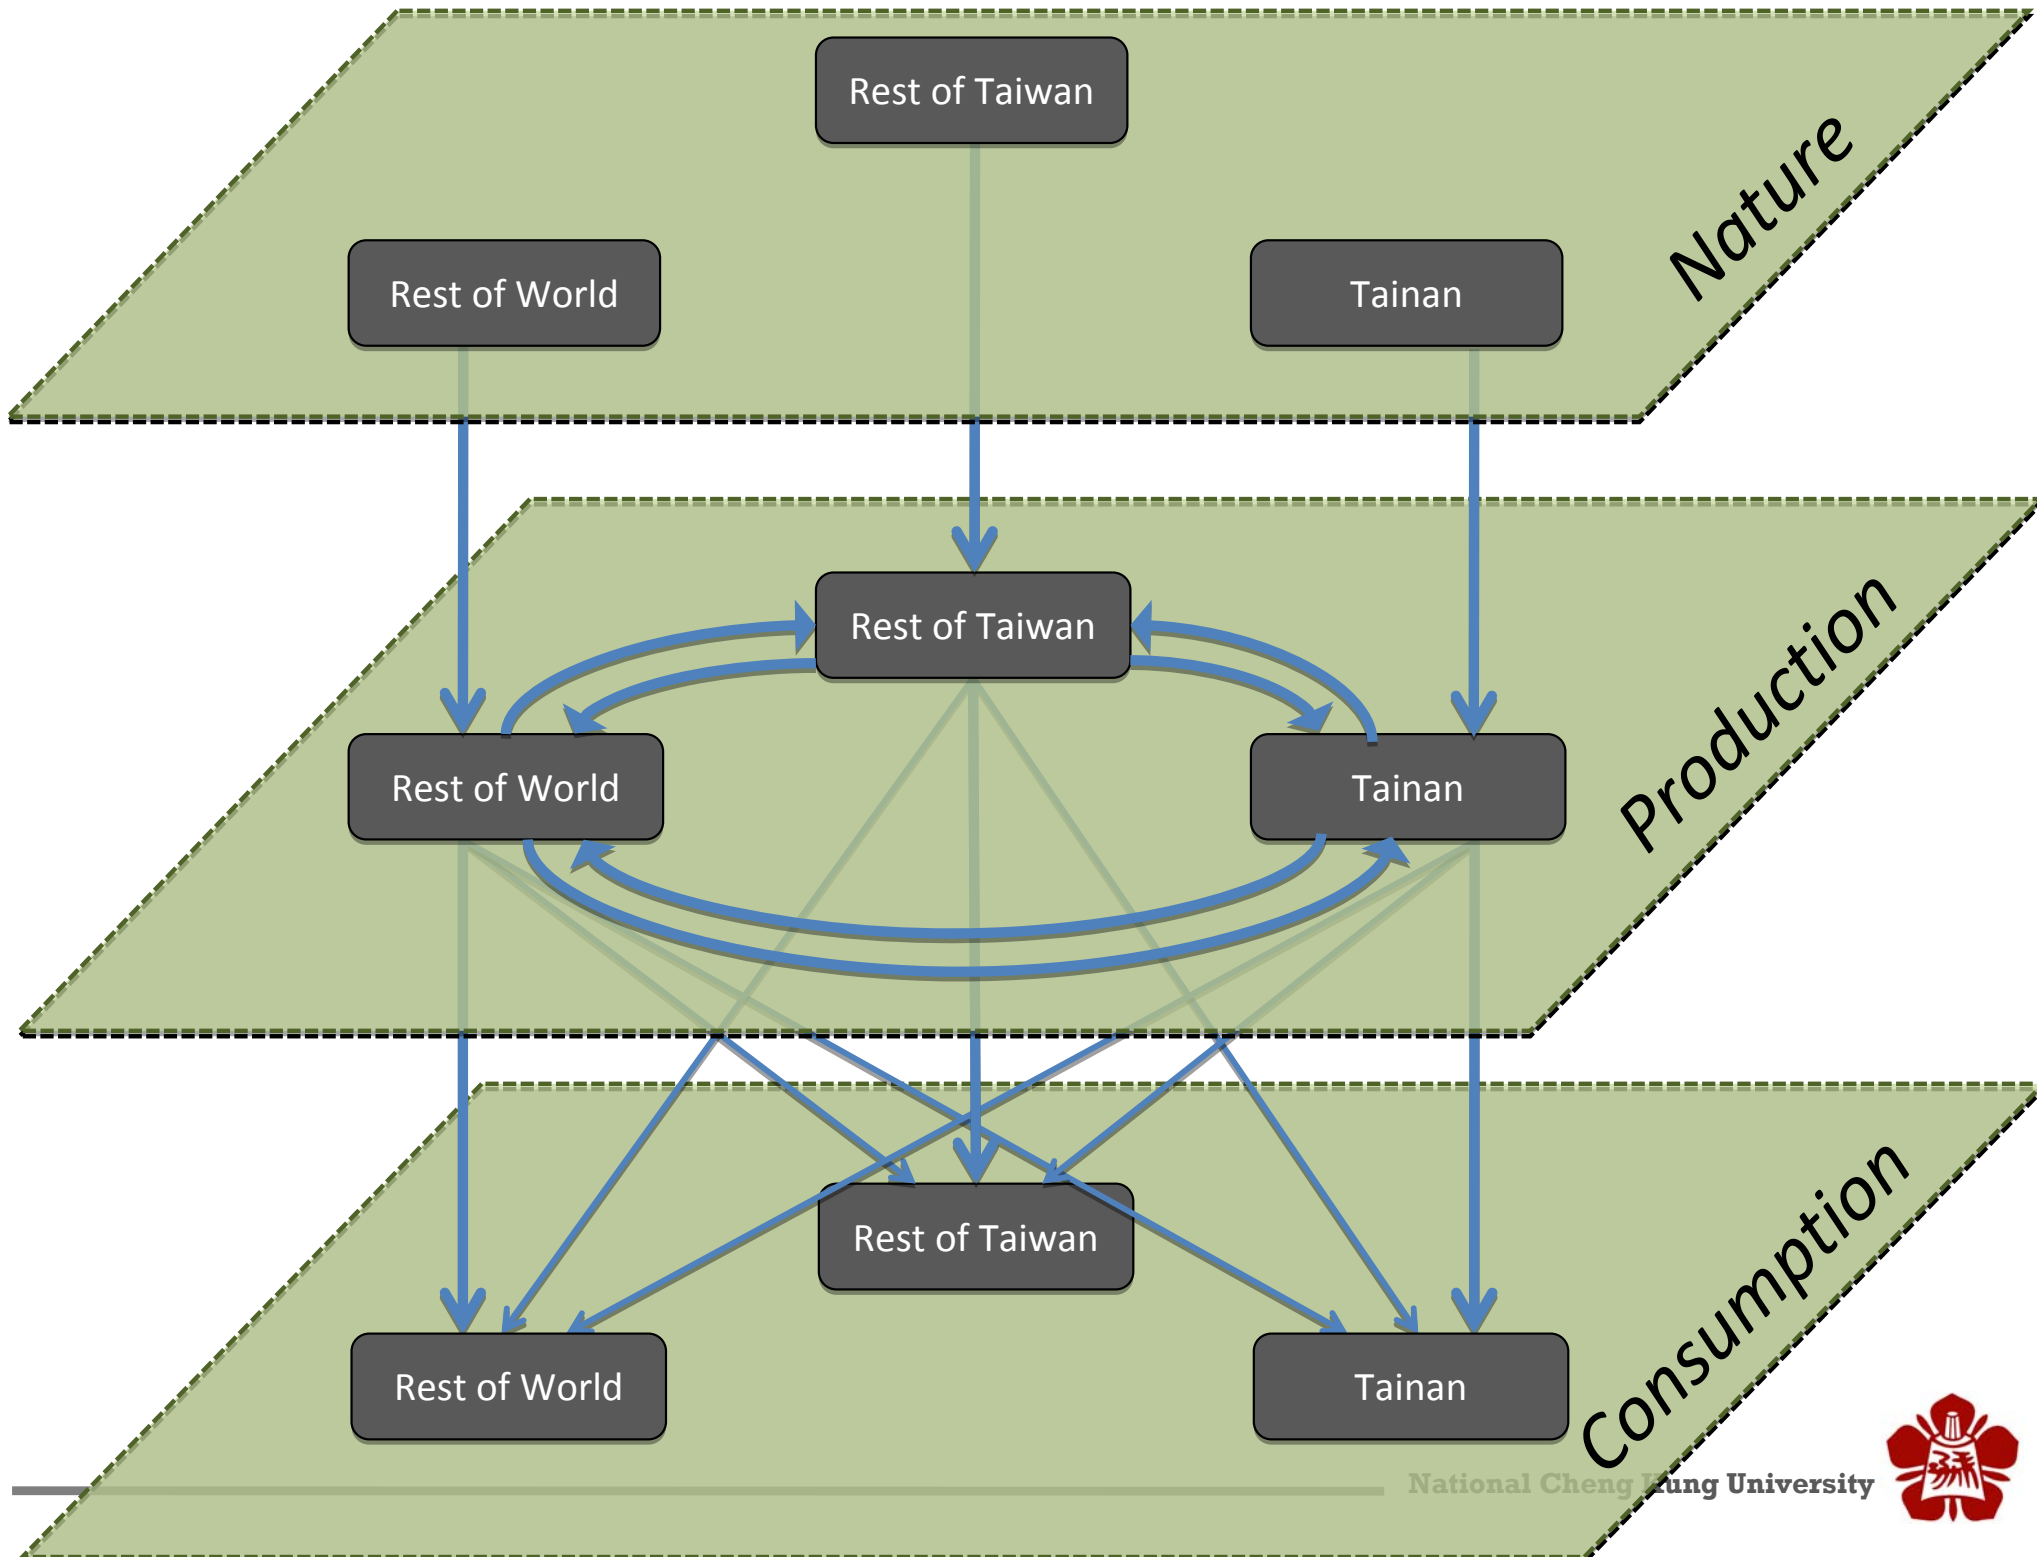 Rest of Taiwan
Nature
Rest of World
Tainan
Rest of Taiwan
Production
Rest of World
Tainan
Rest of Taiwan
Consumption
Rest of World
Tainan
National Cheng Kung University